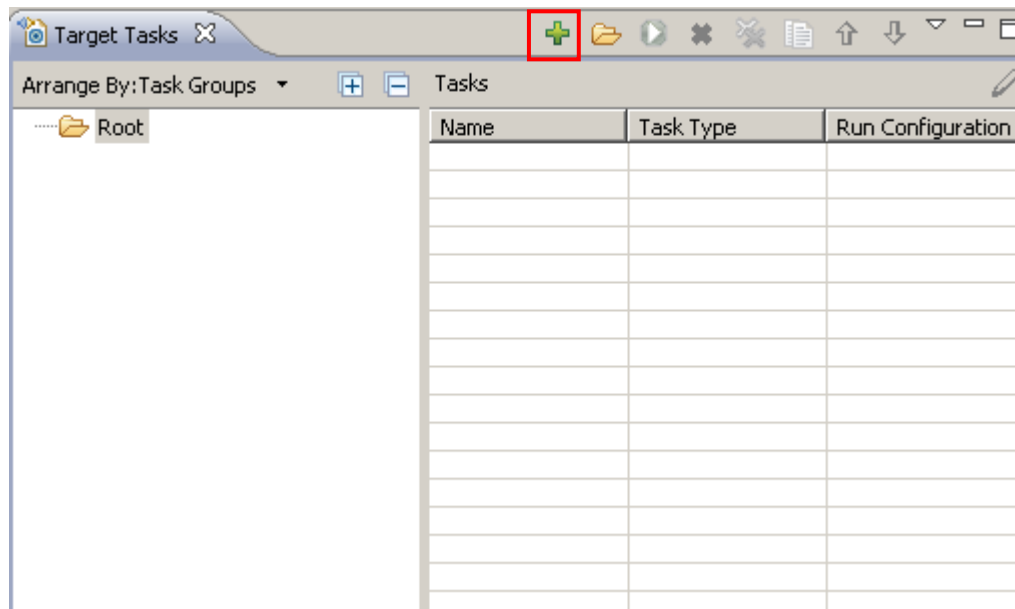 Target Tasks
Arrange By:Task Groups
Tasks
Root
Name
Task Type
Run Configuration